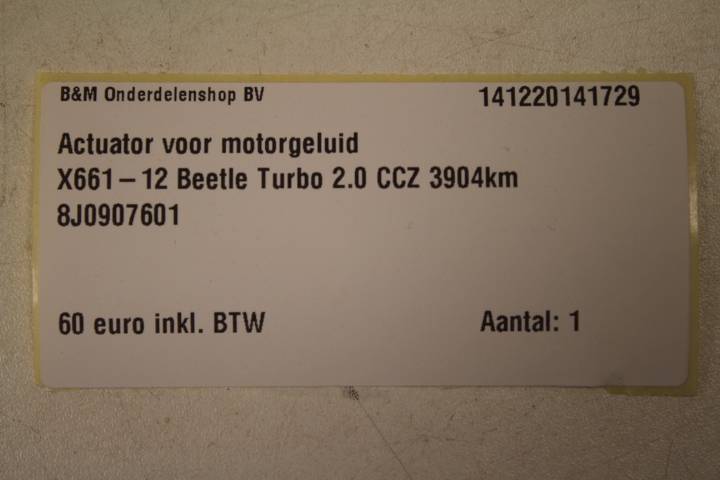 B&M Onderdelenshop BV 141220141729
Actuator voor motorgeluid
X661-12 Beetle Turbo 2.0 CCZ 3904km
8J0907601
60 euro inkl. BTW Aantal: 1